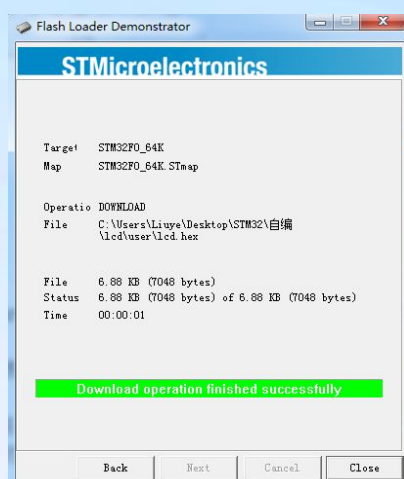 Flash Loader Demonstrator
STMicroelectronics
Target STM32F0_64K
Map STM32F0_64K.STmap
Operatio DOWNLOAD
File C:\Users\Liuye\Desktop\STM32\自编
\lcd\user\lcd.hex
File 6.88 KB (7048 bytes)
Status 6.88 KB (7048 bytes) of 6.88 KB (7048 bytes)
Time 00:00:01
Download operation finished successfully
Back Next Cancel Close